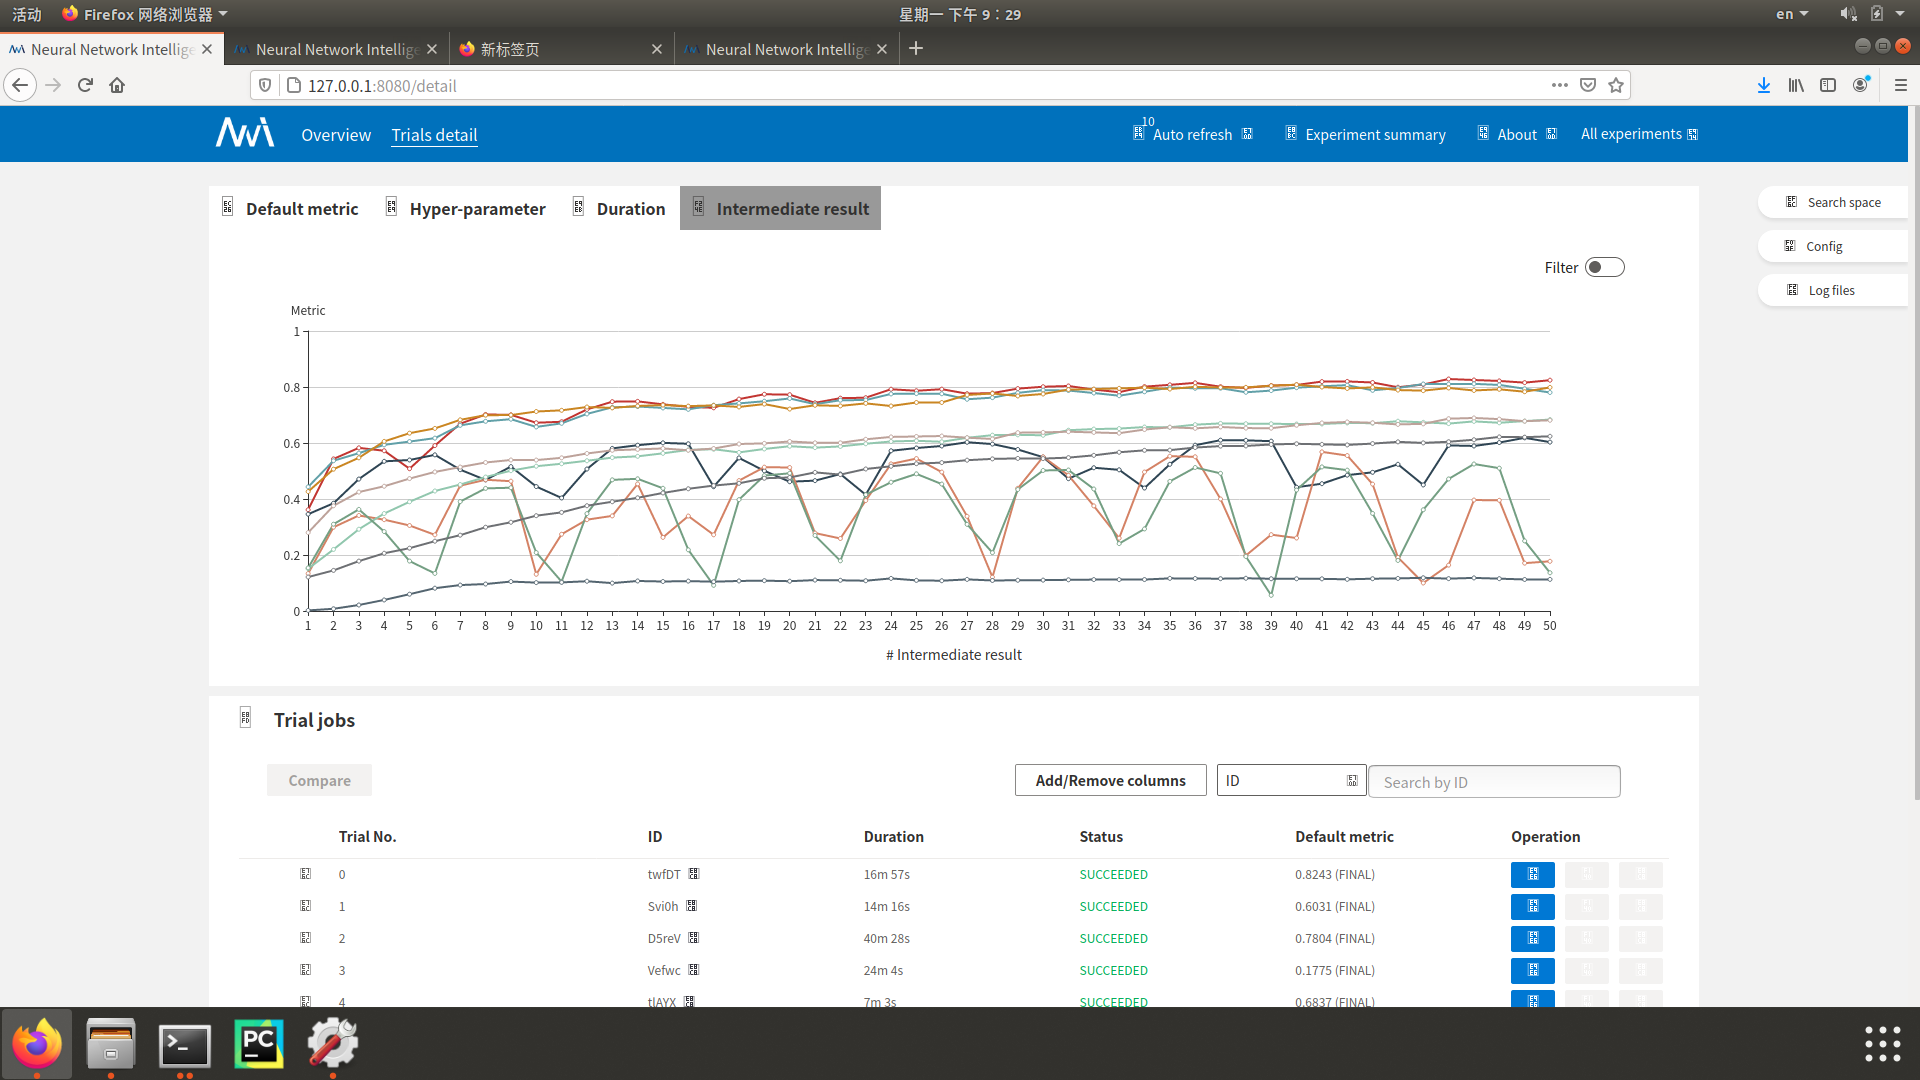 活动
Firefox 网络浏览器
星期一 下午 9：29
en
Neural Network Intellige
Neural Network Intellige
新标签页
Neural Network Intellige
127.0.0.1:8080/detail
Overview
Trials detail
10
Auto refresh
Experiment summary
About
All experiments
Default metric
Hyper-parameter
Duration
Intermediate result
Search space
Config
Log files
Filter
Metric
1
0.8
0.6
0.4
0.2
0
1 2 3 4 5 6 7 8 9 10 11 12 13 14 15 16 17 18 19 20 21 22 23 24 25 26 27 28 29 30 31 32 33 34 35 36 37 38 39 40 41 42 43 44 45 46 47 48 49 50
# Intermediate result
Trial jobs
Compare
Add/Remove columns
ID
Search by ID
Trial No. ID Duration Status Default metric Operation
0 twfDT 16m 57s SUCCEEDED 0.8243 (FINAL)
1 Svi0h 14m 16s SUCCEEDED 0.6031 (FINAL)
2 D5reV 40m 28s SUCCEEDED 0.7804 (FINAL)
3 Vefwc 24m 4s SUCCEEDED 0.1775 (FINAL)
4 tlAYX 7m 3s SUCCEEDED 0.6837 (FINAL)
PC